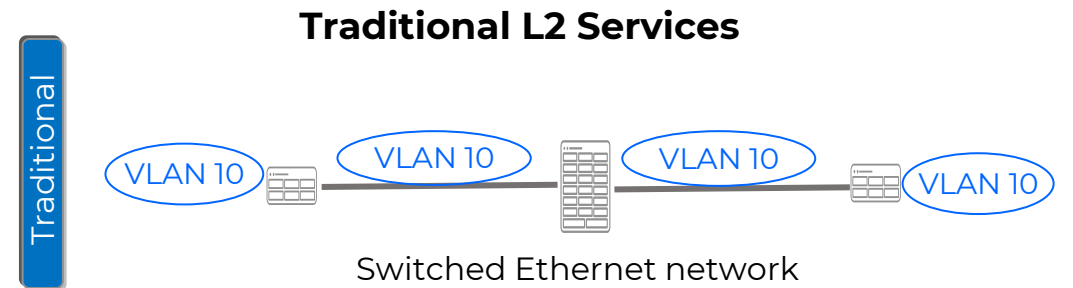 Traditional L2 Services
Traditional
VLAN 10
VLAN 10
VLAN 10
VLAN 10
Switched Ethernet network